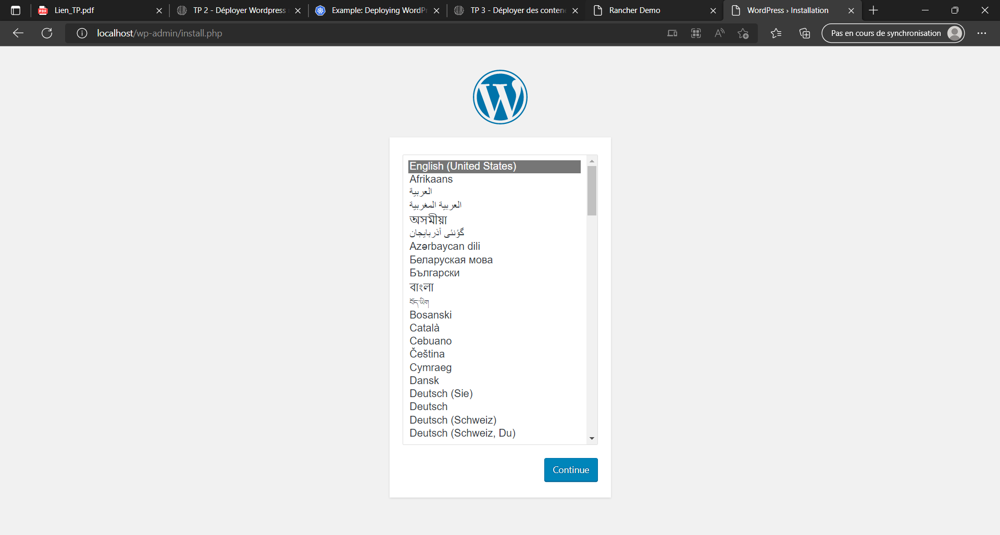 Lien_TP.pdf
TP 2 - Déployer Wordpress
Example: Deploying WordP
TP 3 - Déployer des conten
Rancher Demo
WordPress › Installation
localhost/wp-admin/install.php
Pas en cours de synchronisation
English (United States)
Afrikaans
العربية
العربية المغربية
অসমীয়া
گؤنئی آذربایجان
Azərbaycan dili
Беларуская мова
Български
বাংলা
བོད་ཡིག
Bosanski
Català
Cebuano
Čeština
Cymraeg
Dansk
Deutsch (Sie)
Deutsch
Deutsch (Schweiz)
Deutsch (Schweiz, Du)
Continue